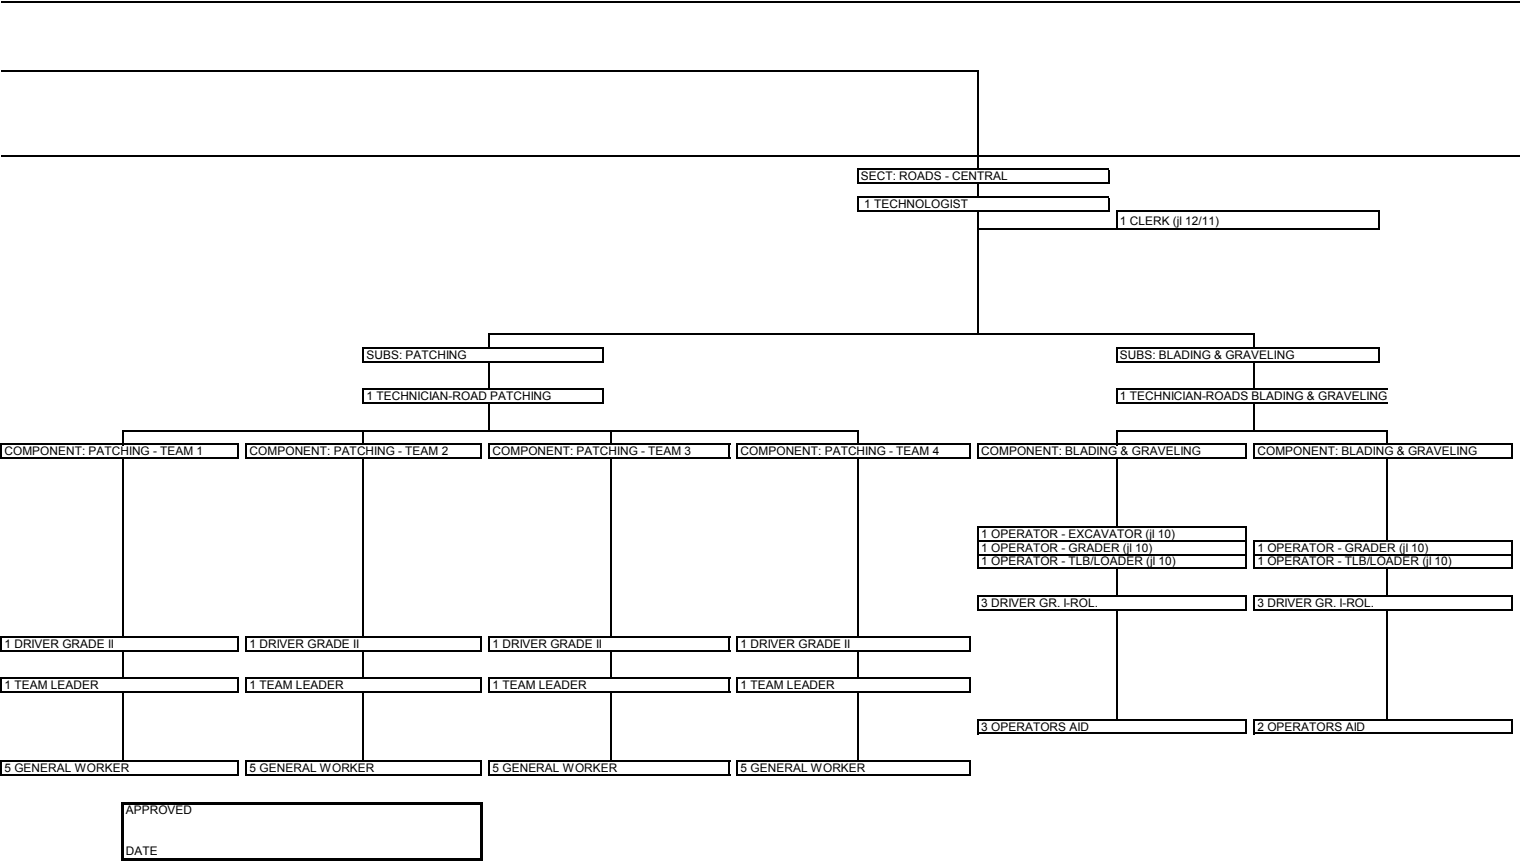 SECT: ROADS - CENTRAL
1 TECHNOLOGIST
1 CLERK (jl 12/11)
SUBS: PATCHING
SUBS: BLADING & GRAVELING
1 TECHNICIAN-ROAD PATCHING
1 TECHNICIAN-ROADS BLADING & GRAVELING
COMPONENT: PATCHING - TEAM 1
COMPONENT: PATCHING - TEAM 2
COMPONENT: PATCHING - TEAM 3
COMPONENT: PATCHING - TEAM 4
COMPONENT: BLADING & GRAVELING
COMPONENT: BLADING & GRAVELING
1 OPERATOR - EXCAVATOR (jl 10)
1 OPERATOR - GRADER (jl 10)
1 OPERATOR - GRADER (jl 10)
1 OPERATOR - TLB/LOADER (jl 10)
1 OPERATOR - TLB/LOADER (jl 10)
3 DRIVER GR. I-ROL.
3 DRIVER GR. I-ROL.
1 DRIVER GRADE II
1 DRIVER GRADE II
1 DRIVER GRADE II
1 DRIVER GRADE II
1 TEAM LEADER
1 TEAM LEADER
1 TEAM LEADER
1 TEAM LEADER
3 OPERATORS AID
2 OPERATORS AID
5 GENERAL WORKER
5 GENERAL WORKER
5 GENERAL WORKER
5 GENERAL WORKER
APPROVED
DATE